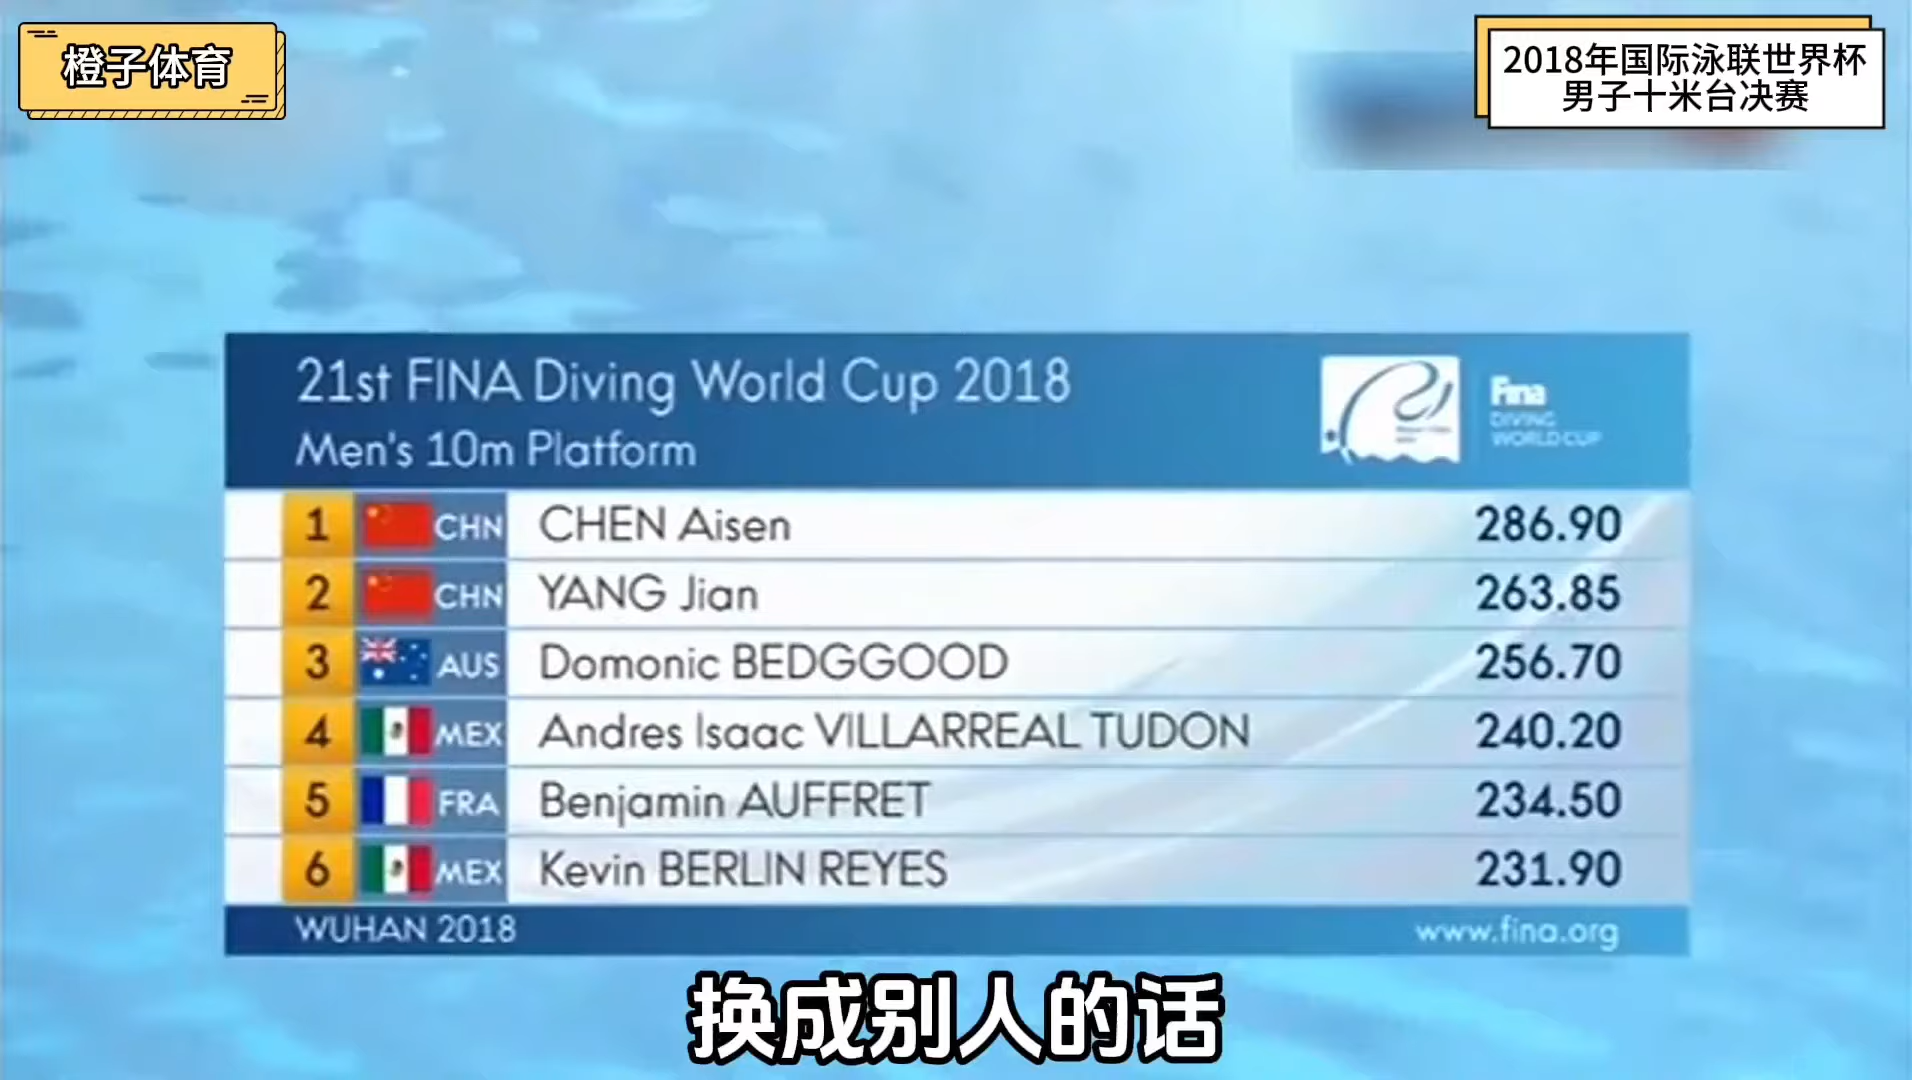 橙子体育
2018年国际泳联世界杯
男子十米台决赛
21st FINA Diving World Cup 2018
Men's 10m Platform
Fina
DIVING
WORLD CUP
1 CHN CHEN Aisen 286.90
2 CHN YANG Jian 263.85
3 AUS Domonic BEDGGOOD 256.70
4 MEX Andres Isaac VILLARREAL TUDON 240.20
5 FRA Benjamin AUFFRET 234.50
6 MEX Kevin BERLIN REYES 231.90
WUHAN 2018 www.fina.org
换成别人的话